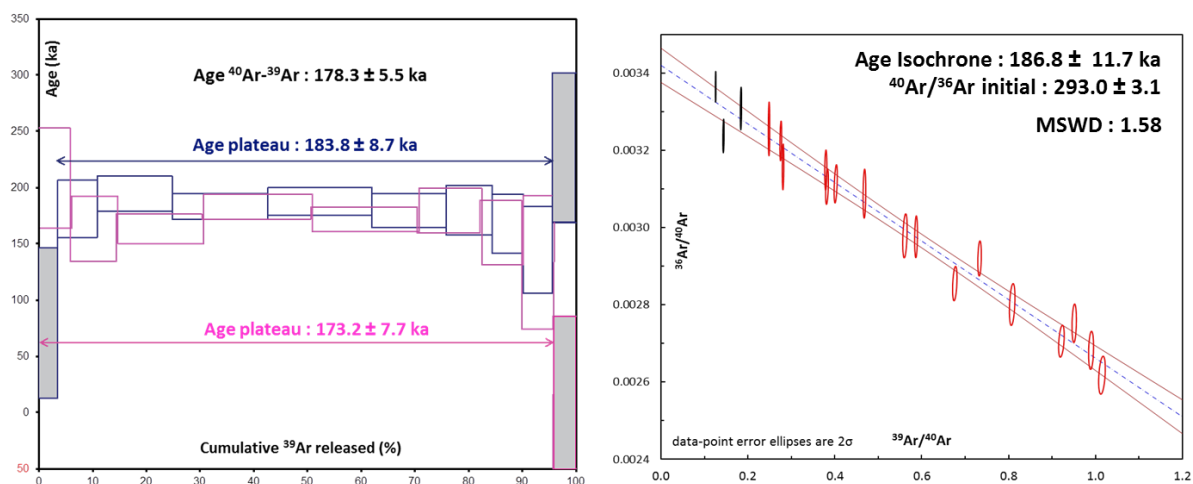 350
300
250
200
150
100
50
0
50
Age (ka)
Age ⁴⁰Ar-³⁹Ar : 178.3 ± 5.5 ka
Age plateau : 183.8 ± 8.7 ka
Age plateau : 173.2 ± 7.7 ka
Cumulative ³⁹Ar released (%)
0 10 20 30 40 50 60 70 80 90 100
0.0034
0.0032
0.0030
0.0028
0.0026
0.0024
³⁶Ar/⁴⁰Ar
Age Isochrone : 186.8 ± 11.7 ka
⁴⁰Ar/³⁶Ar initial : 293.0 ± 3.1
MSWD : 1.58
data-point error ellipses are 2σ
³⁹Ar/⁴⁰Ar
0.0 0.2 0.4 0.6 0.8 1.0 1.2